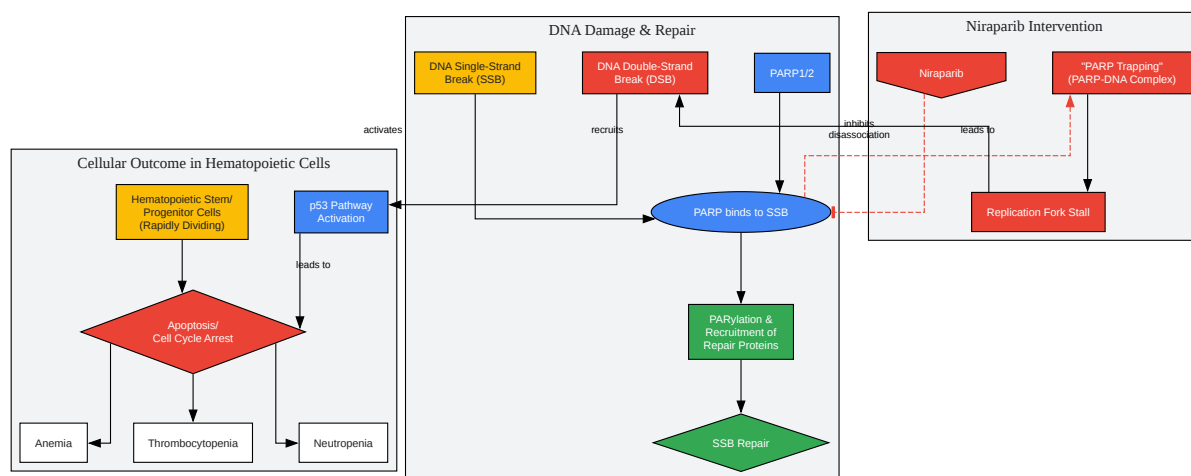 DNA Damage & Repair
Niraparib Intervention
DNA Single-Strand
Break (SSB)
DNA Double-Strand
Break (DSB)
PARP1/2
Niraparib
"PARP Trapping"
(PARP-DNA Complex)
activates
recruits
inhibits
disassociation
leads to
Cellular Outcome in Hematopoietic Cells
Hematopoietic Stem/
Progenitor Cells
(Rapidly Dividing)
p53 Pathway
Activation
PARP binds to SSB
Replication Fork Stall
leads to
Apoptosis/
Cell Cycle Arrest
PARylation &
Recruitment of
Repair Proteins
Anemia
Thrombocytopenia
Neutropenia
SSB Repair